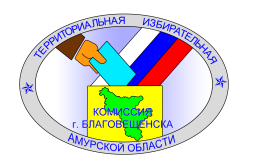 ТЕРРИТОРИАЛЬНАЯ ИЗБИРАТЕЛЬНАЯ
КОМИССИЯ
г. БЛАГОВЕЩЕНСКА
АМУРСКОЙ ОБЛАСТИ